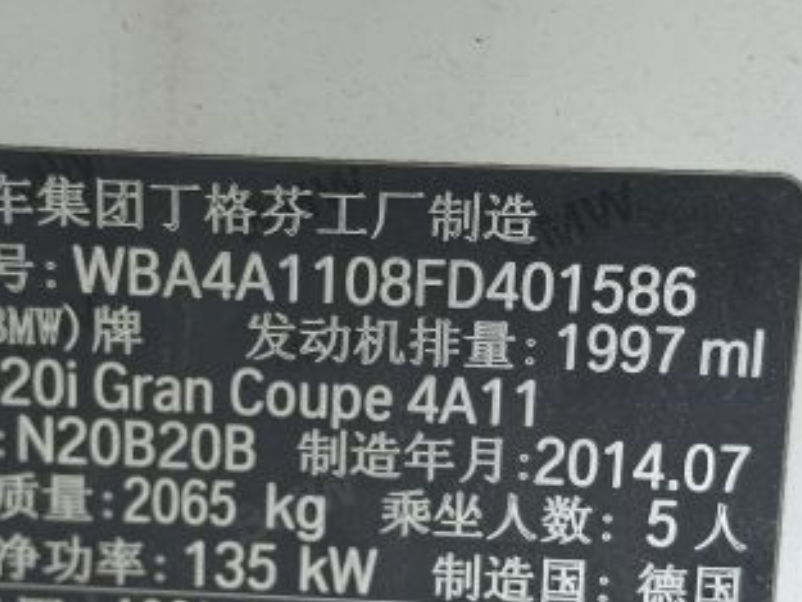 车集团丁格芬工厂制造
号: WBA4A1108FD401586
BMW)牌 发动机排量: 1997 ml
20i Gran Coupe 4A11
: N20B20B 制造年月:2014.07
质量: 2065 kg 乘坐人数: 5 人
净功率: 135 kW 制造国: 德国